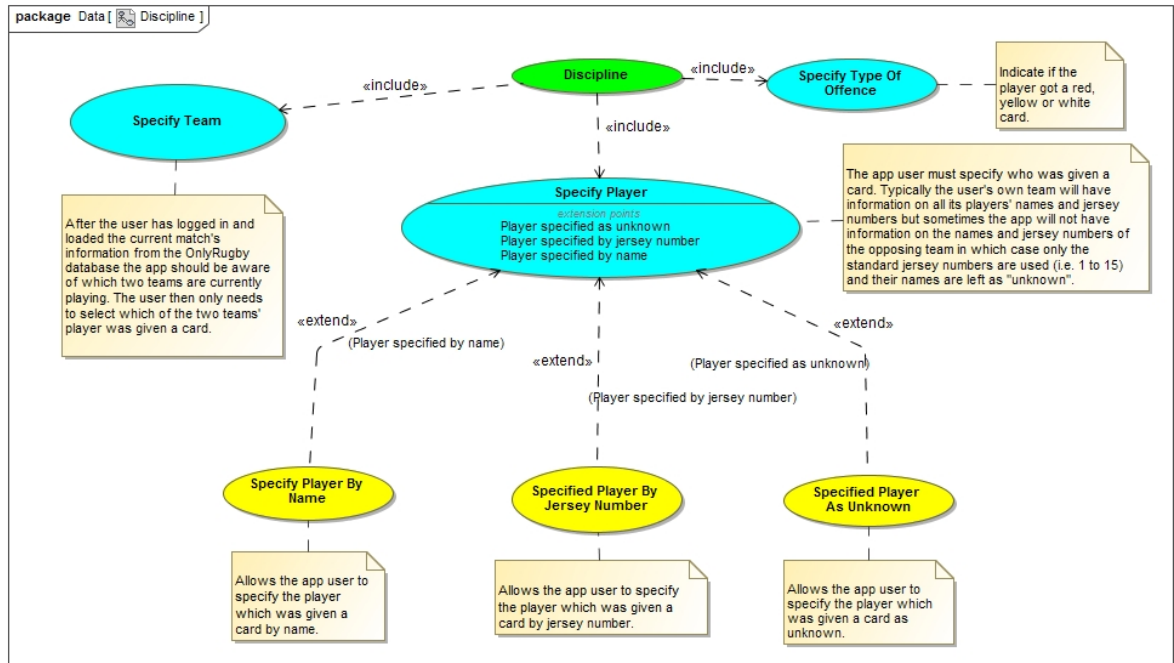 package Data [ Discipline ]
Discipline
«include»
«include»
«include»
Specify Type Of
Offence
Indicate if the
player got a red,
yellow or white
card.
Specify Team
After the user has logged in and
loaded the current match's
information from the OnlyRugby
database the app should be aware
of which two teams are currently
playing. The user then only needs
to select which of the two teams'
player was given a card.
Specify Player
extension points
Player specified as unknown
Player specified by jersey number
Player specified by name
The app user must specify who was given a
card. Typically the user's own team will have
information on all its players' names and jersey
numbers but sometimes the app will not have
information on the names and jersey numbers of
the opposing team in which case only the
standard jersey numbers are used (i.e. 1 to 15)
and their names are left as "unknown".
«extend»
(Player specified by name)
«extend»
(Player specified by jersey number)
«extend»
(Player specified as unknown)
Specify Player By
Name
Specified Player By
Jersey Number
Specified Player
As Unknown
Allows the app user to
specify the player
which was given a
card by name.
Allows the app user to specify
the player which was given a
card by jersey number.
Allows the app user to
specify the player which
was given a card as
unknown.